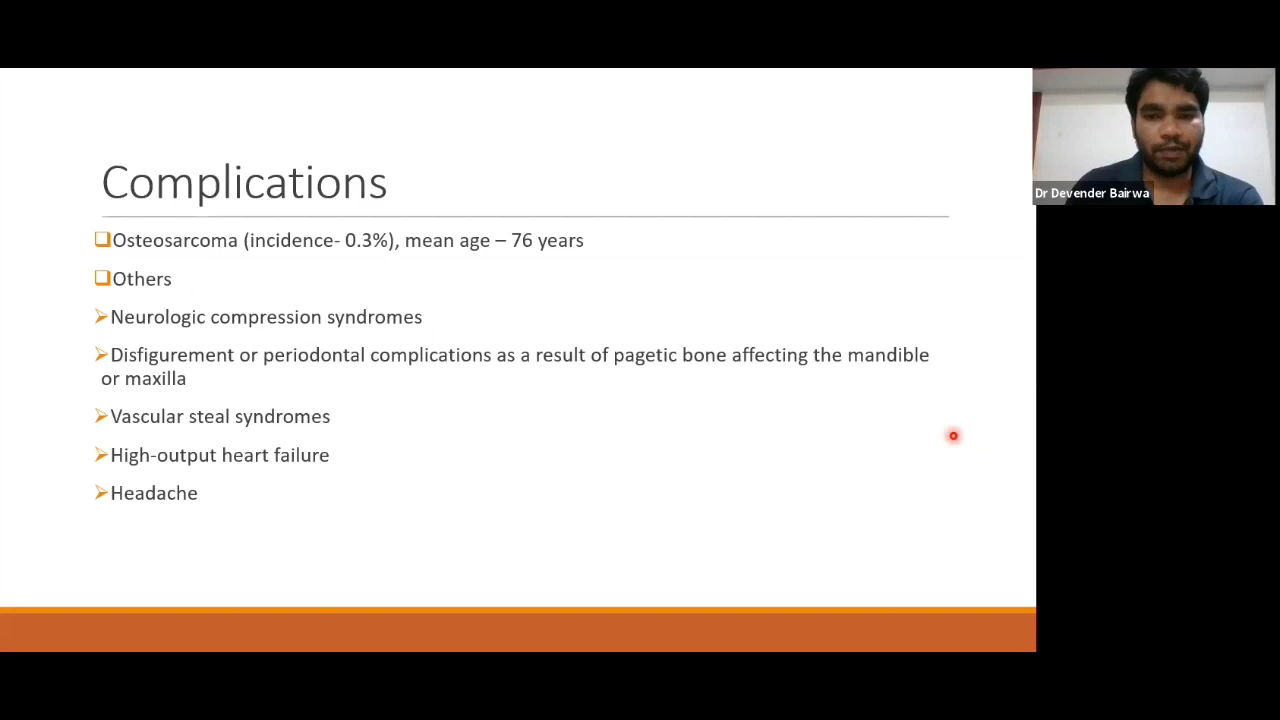 Complications
Osteosarcoma (incidence- 0.3%), mean age – 76 years
Others
Neurologic compression syndromes
Disfigurement or periodontal complications as a result of pagetic bone affecting the mandible
or maxilla
Vascular steal syndromes
High-output heart failure
Headache
Dr Devender Bairwa